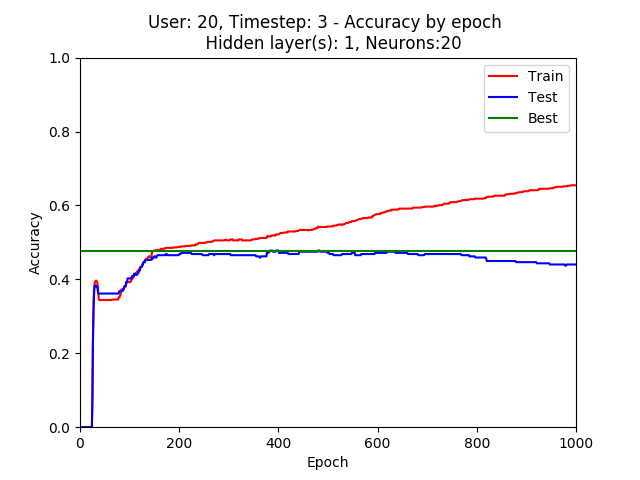 User: 20, Timestep: 3 - Accuracy by epoch
Hidden layer(s): 1, Neurons:20
Train
Test
Best
1.0
0.8
0.6
0.4
0.2
0.0
Accuracy
0
200
400
600
800
1000
Epoch